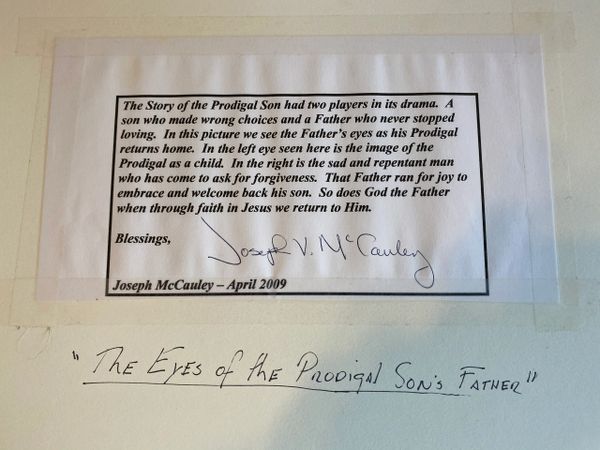 The Story of the Prodigal Son had two players in its drama.  A
son who made wrong choices and a Father who never stopped
loving.  In this picture we see the Father's eyes as his Prodigal
returns home.  In the left eye seen here is the image of the
Prodigal as a child.  In the right is the sad and repentant man
who has come to ask for forgiveness.  That Father ran for joy to
embrace and welcome back his son.  So does God the Father
when through faith in Jesus we return to Him.
Blessings,
Joseph V. McCauley
Joseph McCauley – April 2009
"The Eyes of the Prodigal Son's Father"